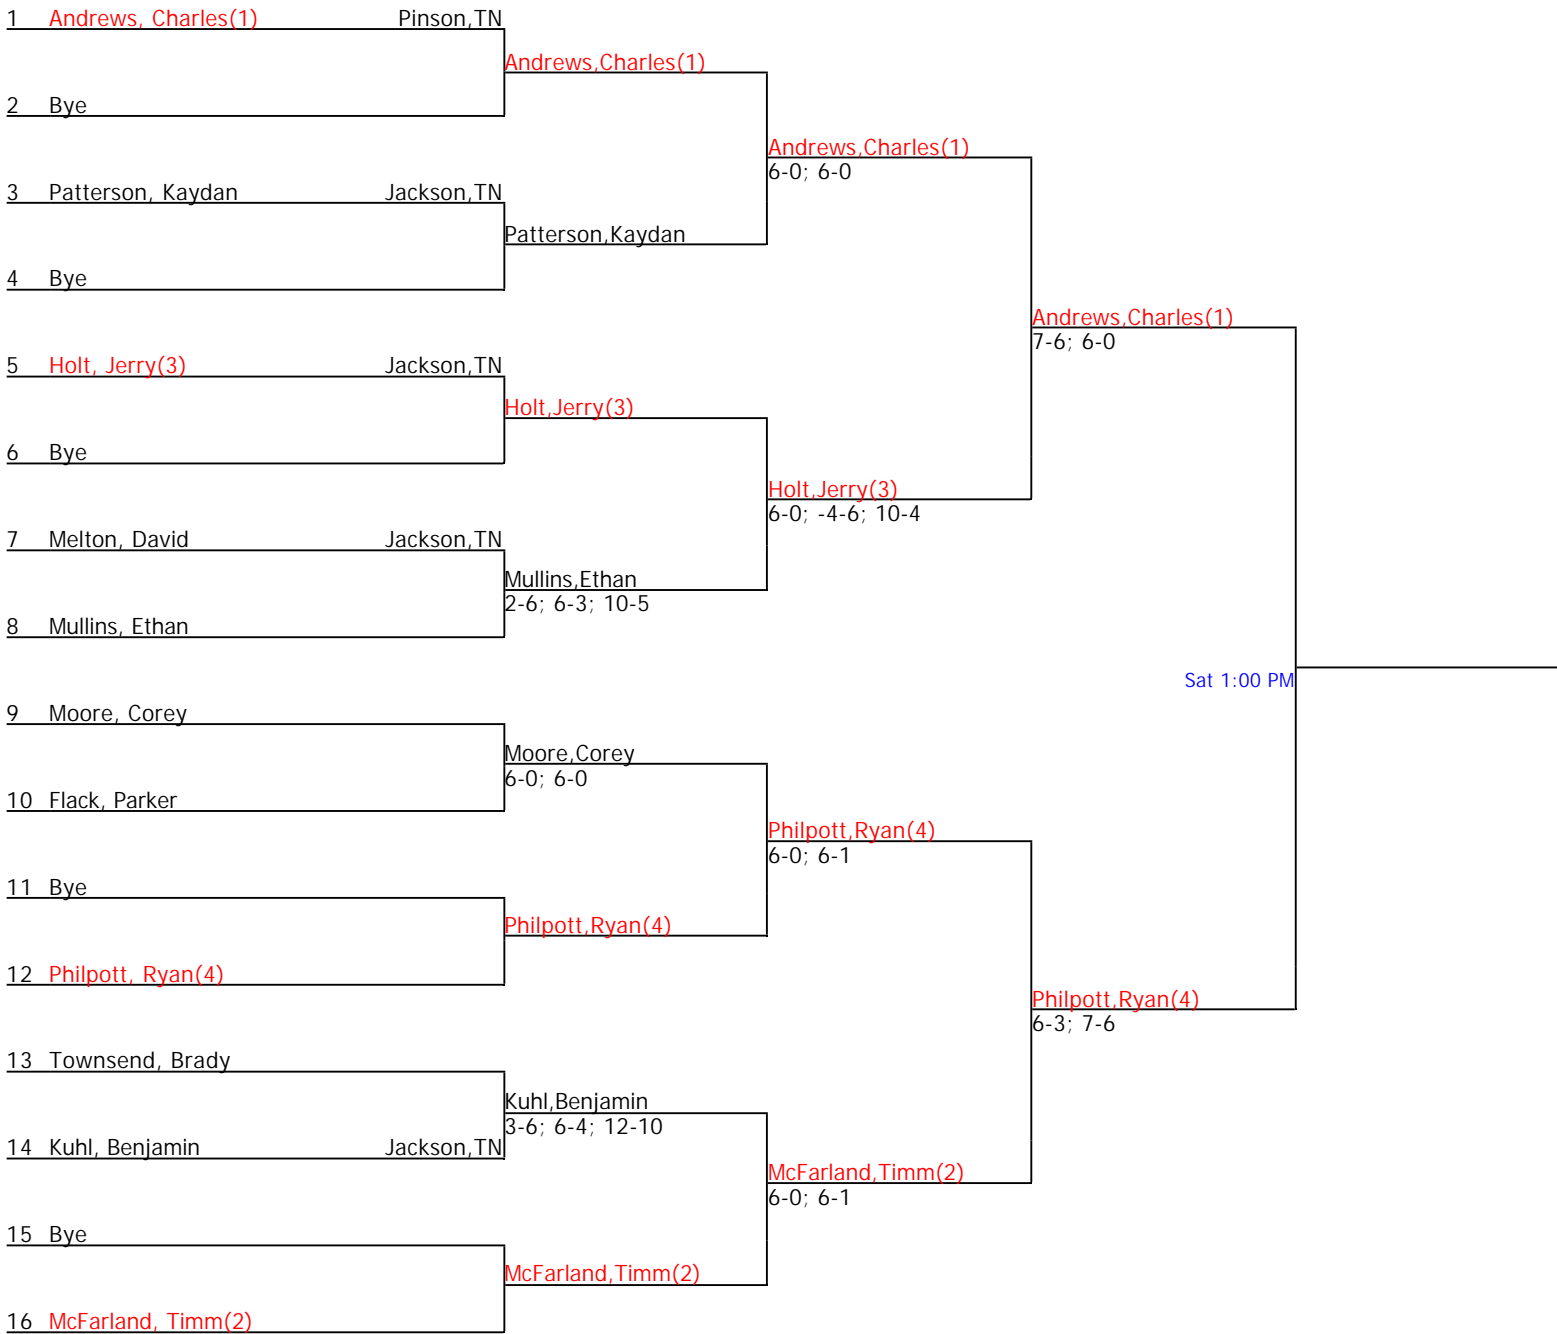 1 Andrews, Charles(1) Pinson,TN
Andrews,Charles(1)
2 Bye
Andrews,Charles(1)
6-0; 6-0
3 Patterson, Kaydan Jackson,TN
Patterson,Kaydan
4 Bye
Andrews,Charles(1)
7-6; 6-0
5 Holt, Jerry(3) Jackson,TN
Holt,Jerry(3)
6 Bye
Holt,Jerry(3)
6-0; -4-6; 10-4
7 Melton, David Jackson,TN
Mullins,Ethan
2-6; 6-3; 10-5
8 Mullins, Ethan
Sat 1:00 PM
9 Moore, Corey
Moore,Corey
6-0; 6-0
10 Flack, Parker
Philpott,Ryan(4)
6-0; 6-1
11 Bye
Philpott,Ryan(4)
12 Philpott, Ryan(4)
Philpott,Ryan(4)
6-3; 7-6
13 Townsend, Brady
Kuhl,Benjamin
3-6; 6-4; 12-10
14 Kuhl, Benjamin Jackson,TN
McFarland,Timm(2)
6-0; 6-1
15 Bye
McFarland,Timm(2)
16 McFarland, Timm(2)